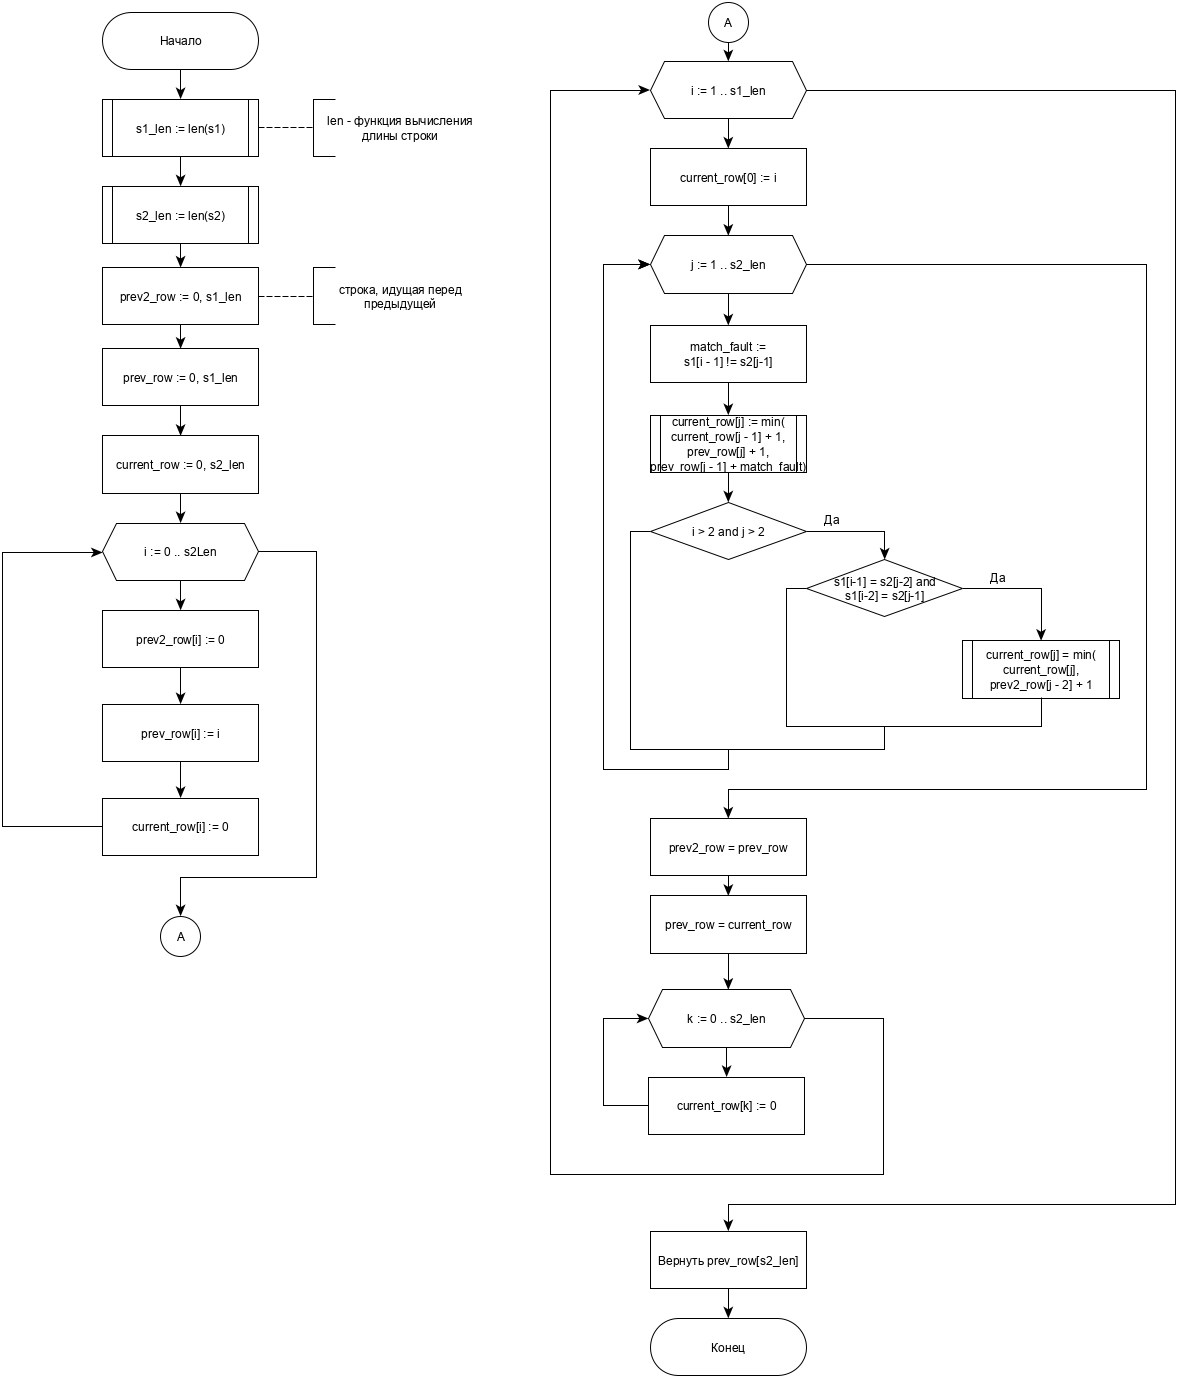 Начало
s1_len := len(s1)
len - функция вычисления
длины строки
s2_len := len(s2)
prev2_row := 0, s1_len
строка, идущая перед
предыдущей
prev_row := 0, s1_len
current_row := 0, s2_len
i := 0 .. s2Len
prev2_row[i] := 0
prev_row[i] := i
current_row[i] := 0
A
A
i := 1 .. s1_len
current_row[0] := i
j := 1 .. s2_len
match_fault :=
s1[i - 1] != s2[j-1]
current_row[j] := min(
current_row[j - 1] + 1,
prev_row[j] + 1,
prev_row[j - 1] + match_fault)
i > 2 and j > 2
Да
s1[i-1] = s2[j-2] and
s1[i-2] = s2[j-1]
Да
current_row[j] = min(
current_row[j],
prev2_row[j - 2] + 1
prev2_row = prev_row
prev_row = current_row
k := 0 .. s2_len
current_row[k] := 0
Вернуть prev_row[s2_len]
Конец